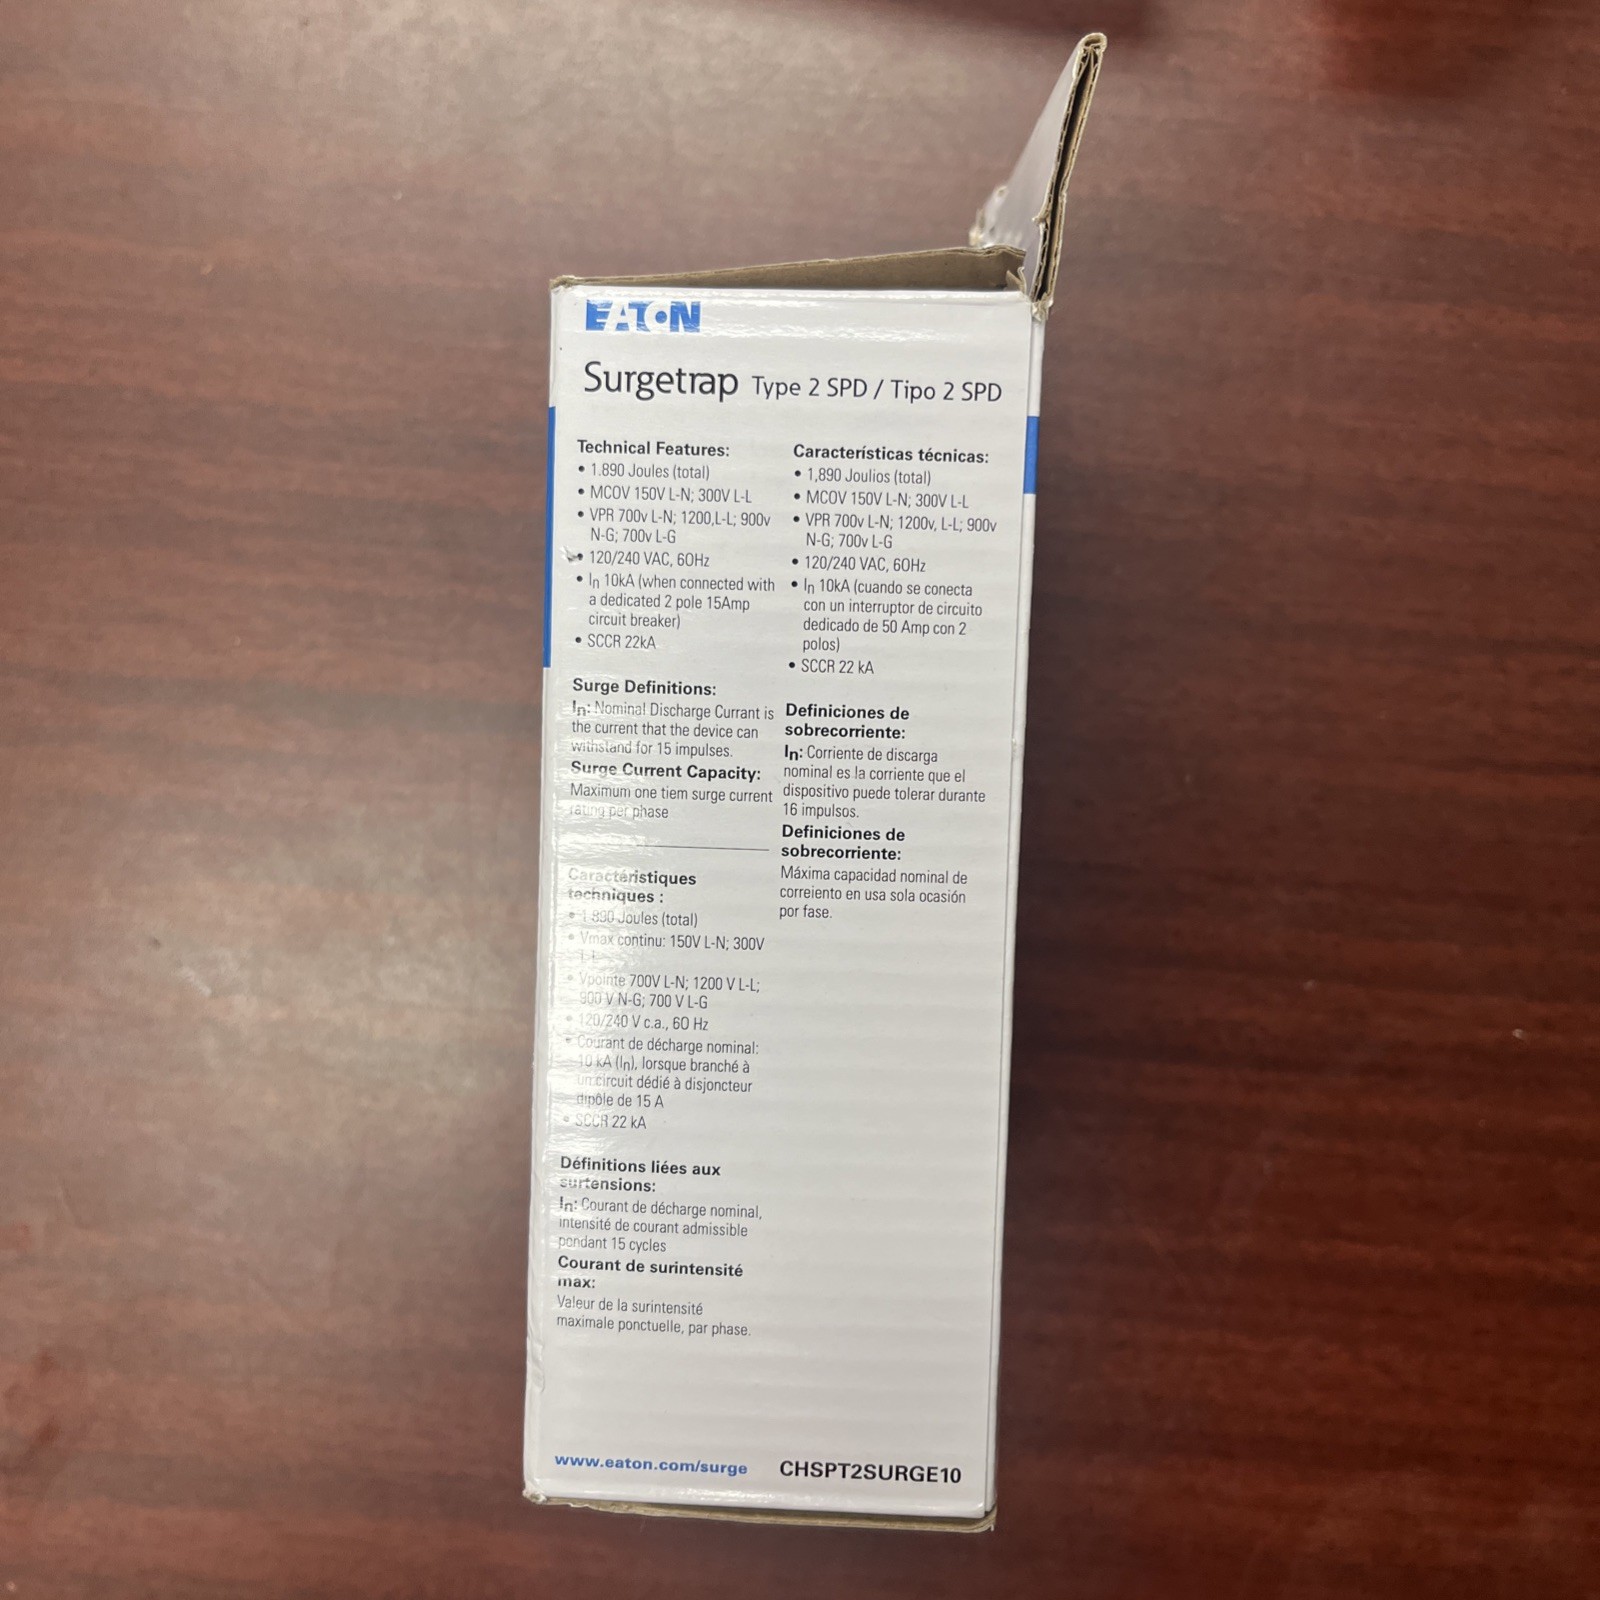 EATON
Surgetrap Type 2 SPD / Tipo 2 SPD
Technical Features:
• 1.890 Joules (total)
• MCOV 150V L-N; 300V L-L
• VPR 700v L-N; 1200,L-L; 900v
N-G; 700v L-G
• 120/240 VAC, 60Hz
• In 10kA (when connected with
a dedicated 2 pole 15Amp
circuit breaker)
• SCCR 22kA
Surge Definitions:
In: Nominal Discharge Currant is
the current that the device can
withstand for 15 impulses.
Surge Current Capacity:
Maximum one tiem surge current
rating per phase
Caractéristiques
techniques :
• 1 890 Joules (total)
• Vmax continu: 150V L-N; 300V
L-L
• Vpointe 700V L-N; 1200 V L-L;
900 V N-G; 700 V L-G
• 120/240 V c.a., 60 Hz
• Courant de décharge nominal:
10 kA (In), lorsque branché à
un circuit dédié à disjoncteur
dipôle de 15 A
• SCCR 22 kA
Définitions liées aux
surtensions:
In: Courant de décharge nominal,
intensité de courant admissible
pendant 15 cycles
Courant de surintensité
max:
Valeur de la surintensité
maximale ponctuelle, par phase.
Características técnicas:
• 1,890 Joulios (total)
• MCOV 150V L-N; 300V L-L
• VPR 700v L-N; 1200v, L-L; 900v
N-G; 700v L-G
• 120/240 VAC, 60Hz
• In 10kA (cuando se conecta
con un interruptor de circuito
dedicado de 50 Amp con 2
polos)
• SCCR 22 kA
Definiciones de
sobrecorriente:
In: Corriente de discarga
nominal es la corriente que el
dispositivo puede tolerar durante
16 impulsos.
Definiciones de
sobrecorriente:
Máxima capacidad nominal de
correiento en usa sola ocasión
por fase.
www.eaton.com/surge CHSPT2SURGE10